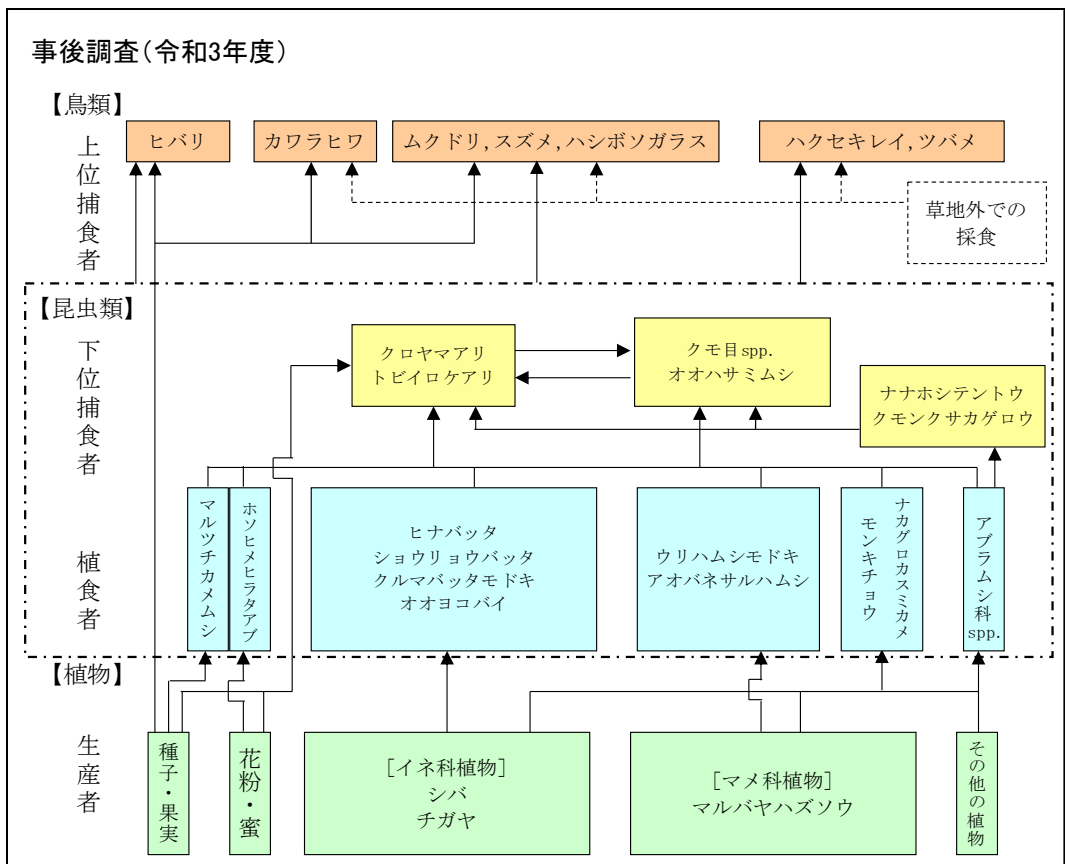 事後調査(令和3年度)
【鳥類】
上位捕食者
ヒバリ
カワラヒワ
ムクドリ,スズメ,ハシボソガラス
ハクセキレイ,ツバメ
草地外での
採食
【昆虫類】
下位捕食者
クロヤマアリ
トビイロケアリ
クモ目spp.
オオハサミムシ
ナナホシテントウ
クモンクサカゲロウ
植食者
マルツチカメムシ
ホソヒメヒラタアブ
ヒナバッタ
ショウリョウバッタ
クルマバッタモドキ
オオヨコバイ
ウリハムシモドキ
アオバネサルハムシ
ナカグロカスミカメ
モンキチョウ
アブラムシ科
spp.
【植物】
生産者
種子・果実
花粉・蜜
[イネ科植物]
シバ
チガヤ
[マメ科植物]
マルバヤハズソウ
その他の植物